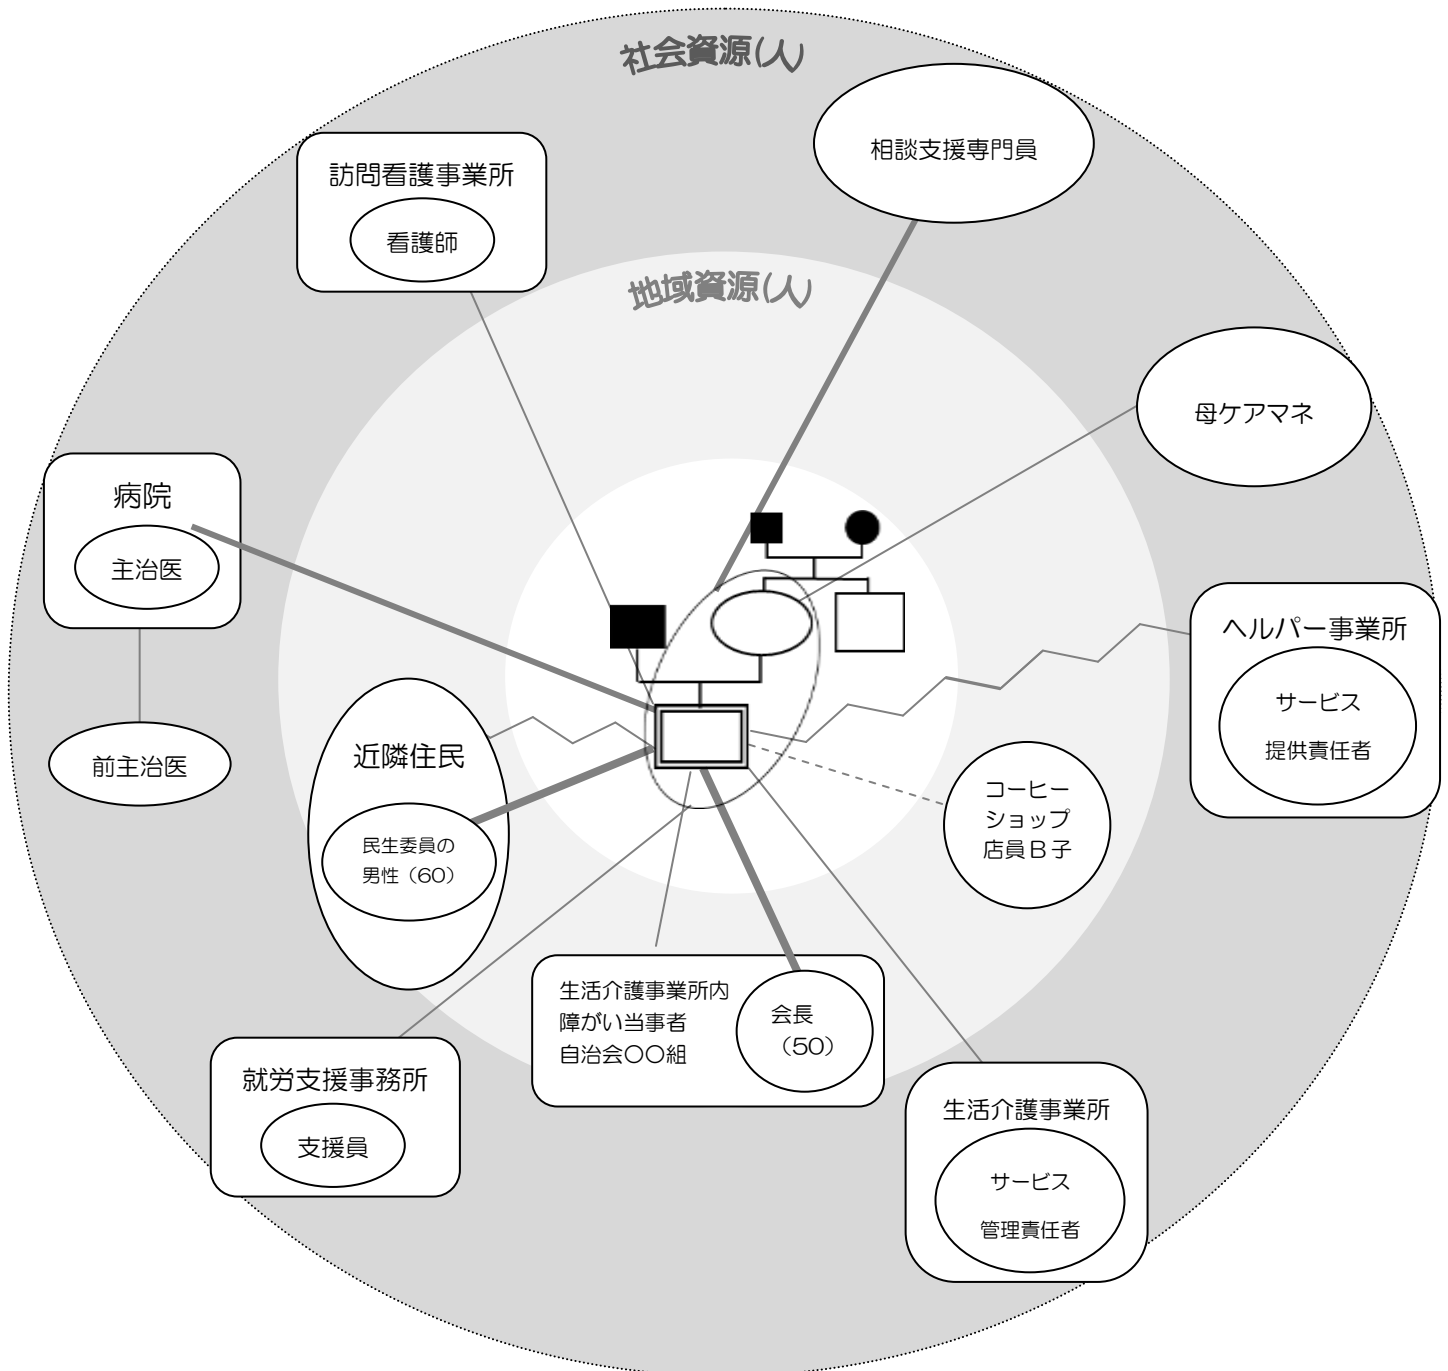 社会資源(人)
相談支援専門員
訪問看護事業所
看護師
地域資源(人)
母ケアマネ
病院
主治医
前主治医
ヘルパー事業所
サービス
提供責任者
近隣住民
民生委員の
男性（60）
コーヒー
ショップ
店員B子
生活介護事業所内
障がい当事者
自治会〇〇組
会長
（50）
就労支援事務所
支援員
生活介護事業所
サービス
管理責任者